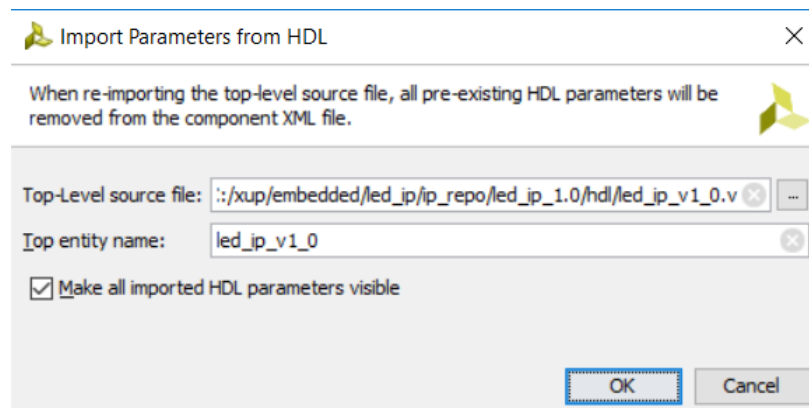 Import Parameters from HDL
When re-importing the top-level source file, all pre-existing HDL parameters will be
removed from the component XML file.
Top-Level source file: :/xup/embedded/led_ip/ip_repo/led_ip_1.0/hdl/led_ip_v1_0.v ...
Top entity name: led_ip_v1_0
Make all imported HDL parameters visible
OK Cancel